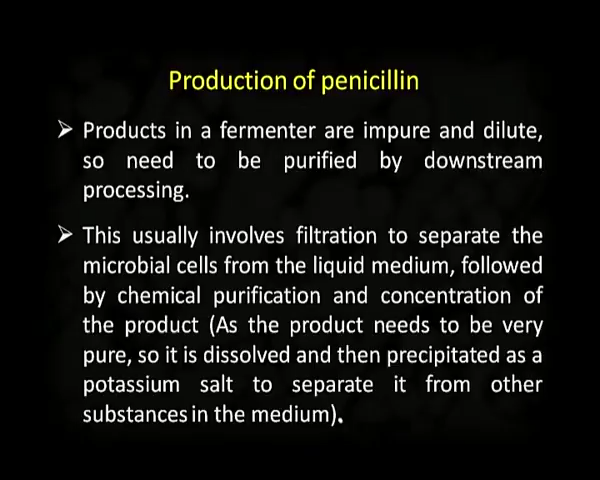 Production of penicillin
➢ Products in a fermenter are impure and dilute,
so need to be purified by downstream
processing.
➢ This usually involves filtration to separate the
microbial cells from the liquid medium, followed
by chemical purification and concentration of
the product (As the product needs to be very
pure, so it is dissolved and then precipitated as a
potassium salt to separate it from other
substances in the medium).